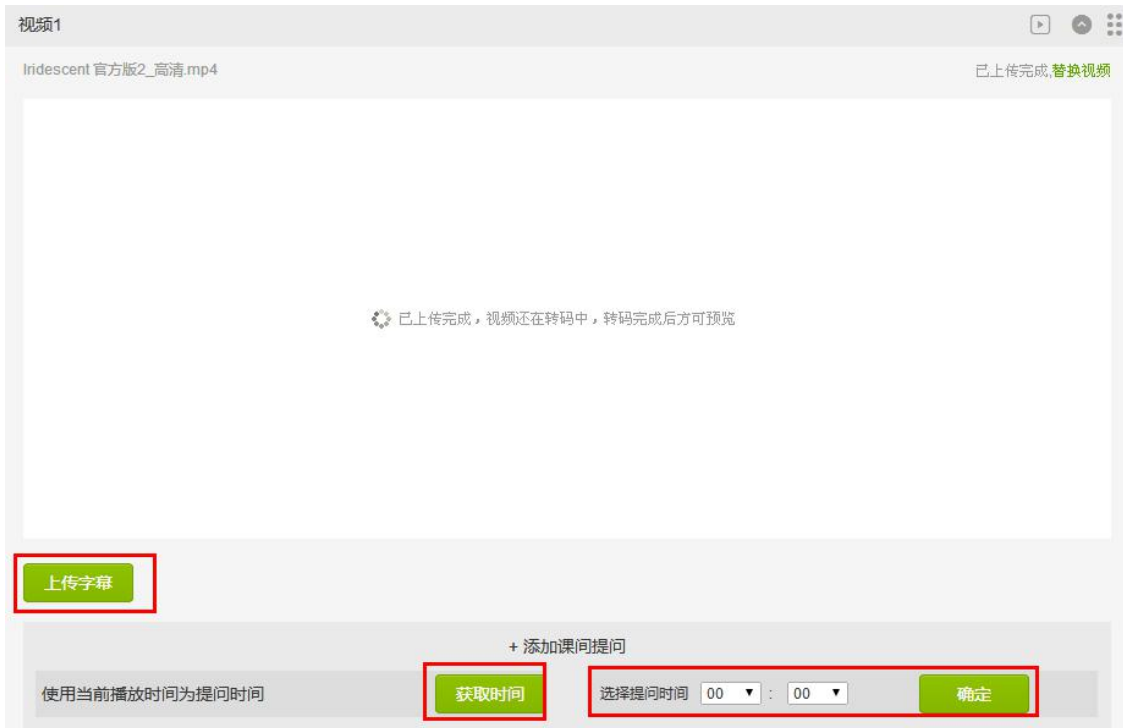 视频1
Iridescent 官方版2_高清.mp4 已上传完成,替换视频
已上传完成，视频还在转码中，转码完成后方可预览
上传字幕
+ 添加课间提问
使用当前播放时间为提问时间 获取时间 选择提问时间 00 : 00 确定